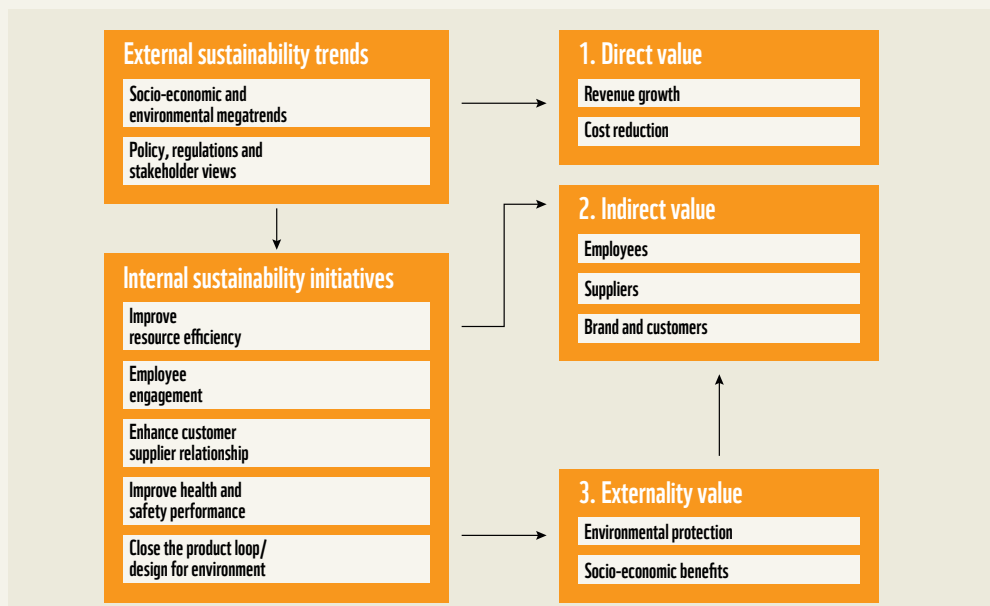 External sustainability trends
Socio-economic and
environmental megatrends
Policy, regulations and
stakeholder views
Internal sustainability initiatives
Improve
resource efficiency
Employee
engagement
Enhance customer
supplier relationship
Improve health and
safety performance
Close the product loop/
design for environment
1. Direct value
Revenue growth
Cost reduction
2. Indirect value
Employees
Suppliers
Brand and customers
3. Externality value
Environmental protection
Socio-economic benefits